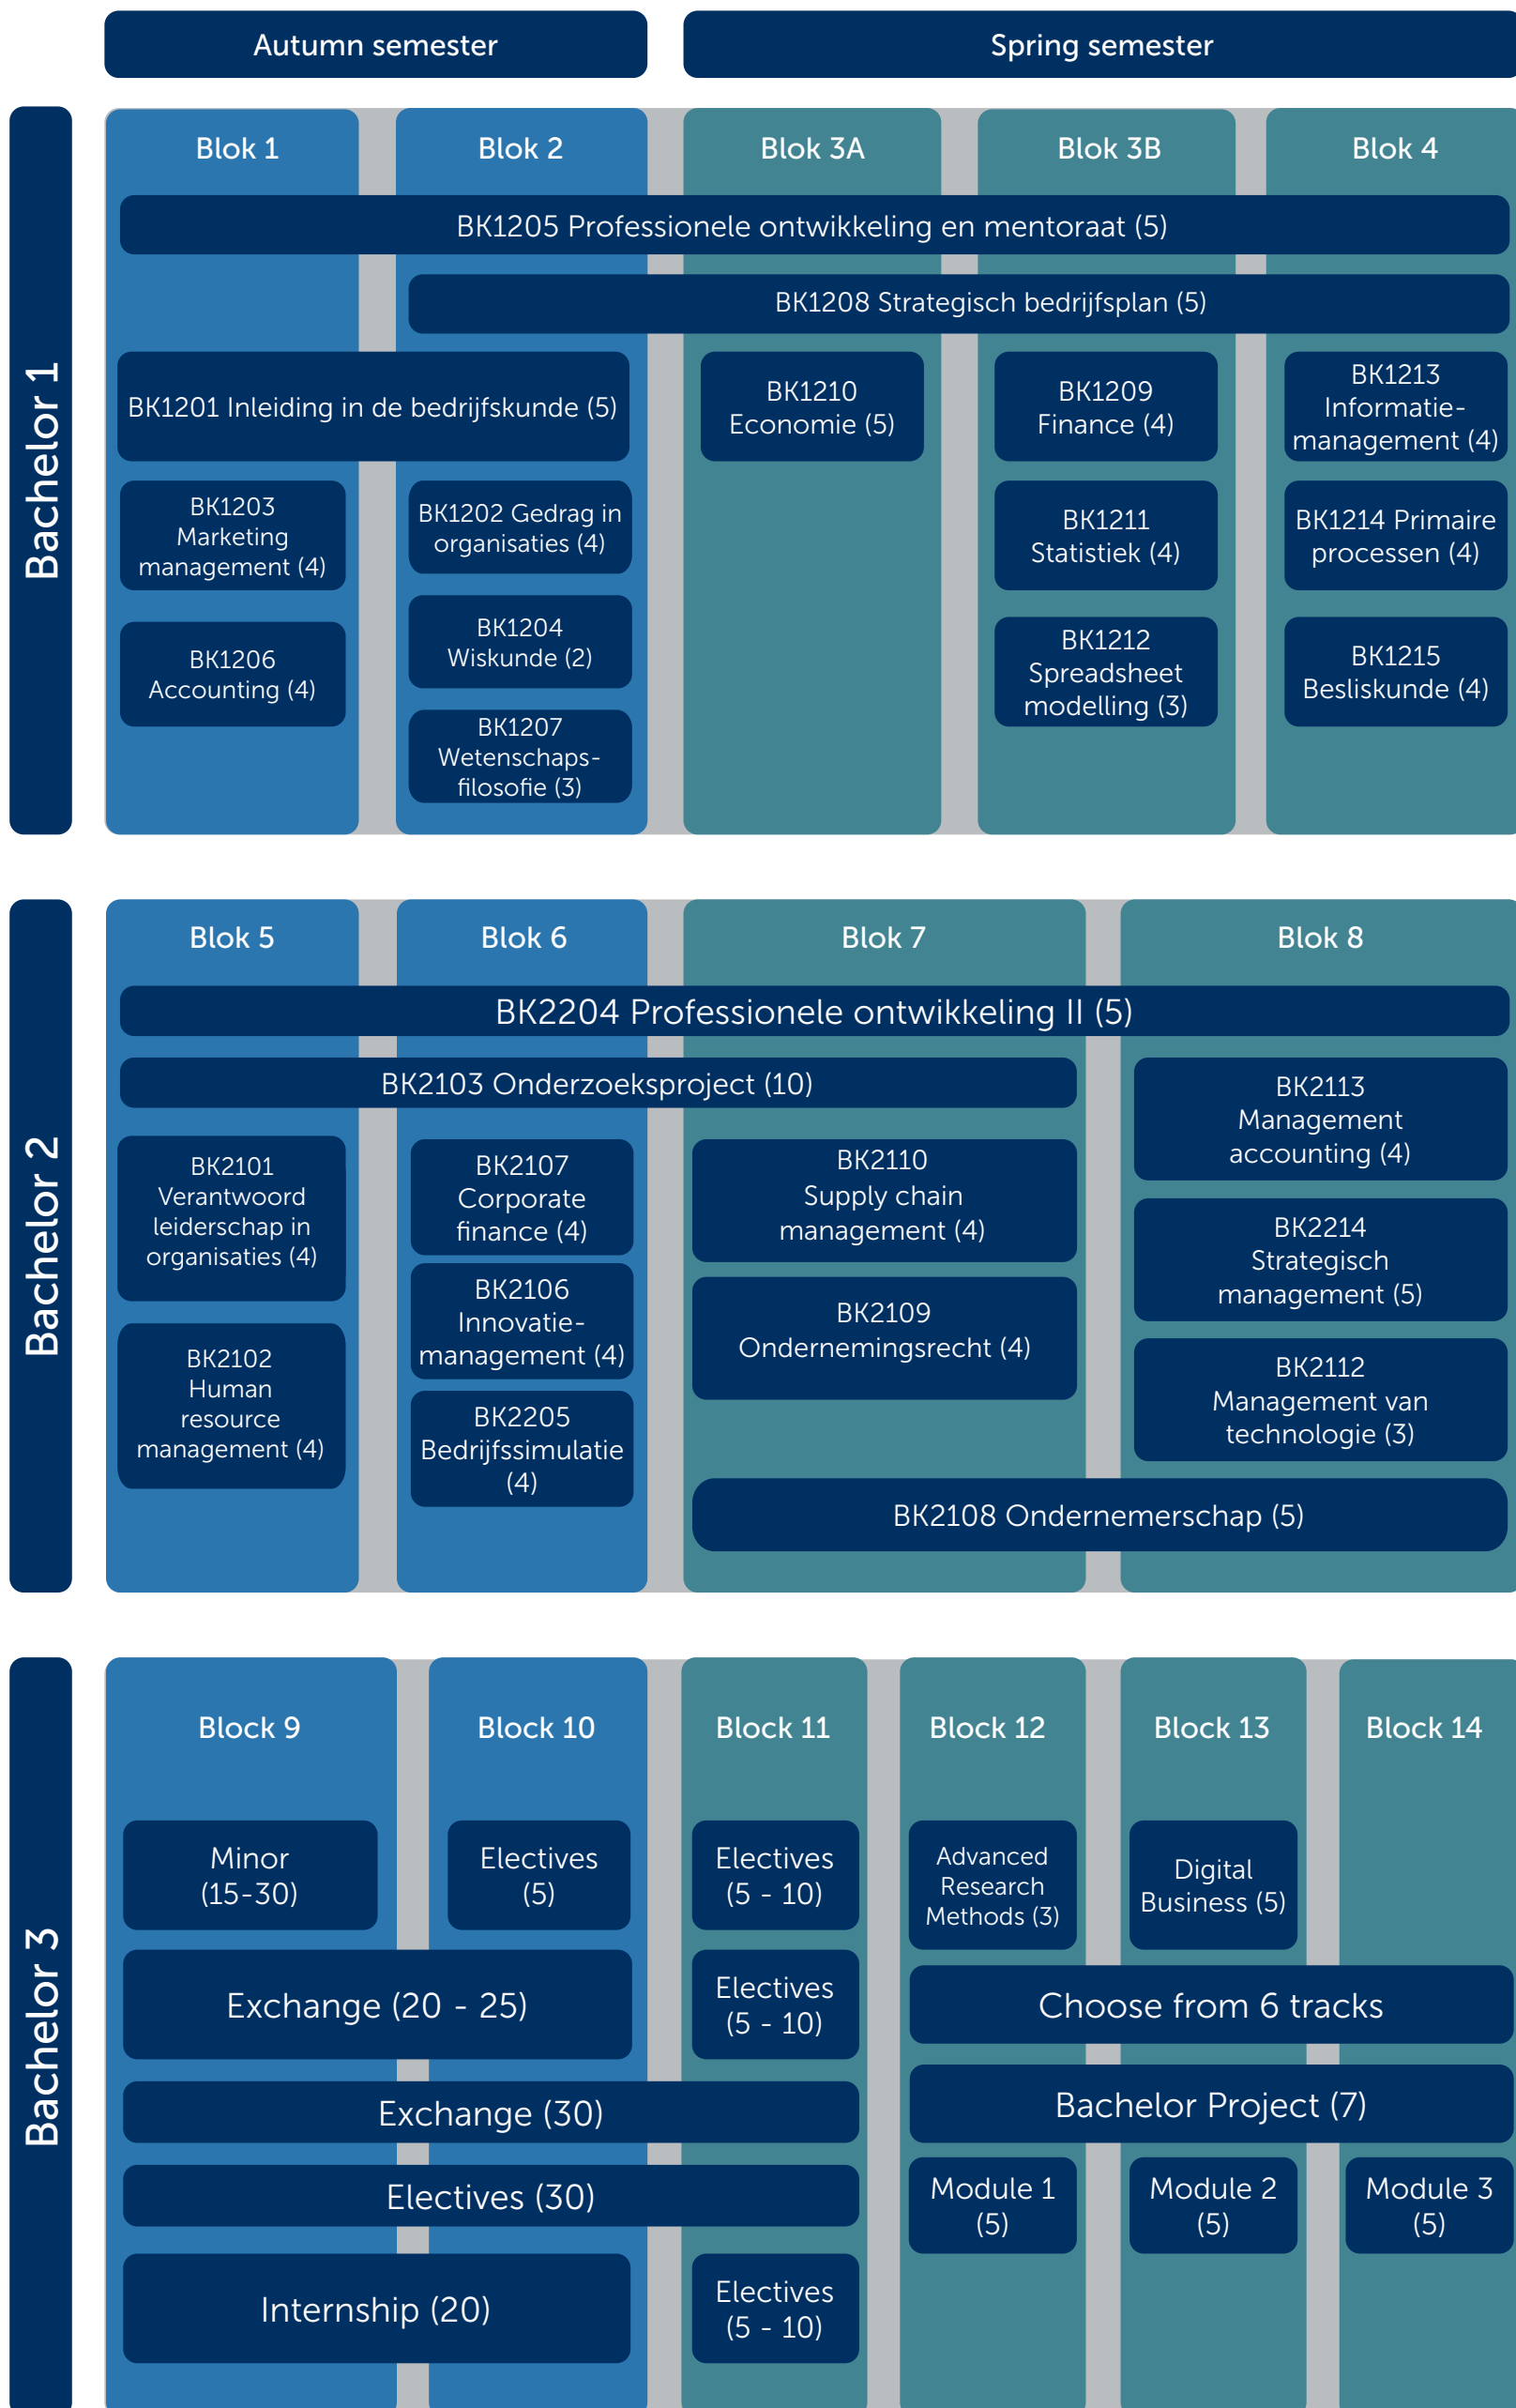 Autumn semester
Spring semester
Bachelor 1
Blok 1
Blok 2
Blok 3A
Blok 3B
Blok 4
BK1205 Professionele ontwikkeling en mentoraat (5)
BK1208 Strategisch bedrijfsplan (5)
BK1201 Inleiding in de bedrijfskunde (5)
BK1210
Economie (5)
BK1209
Finance (4)
BK1213
Informatie-
management (4)
BK1203
Marketing
management (4)
BK1202 Gedrag in
organisaties (4)
BK1211
Statistiek (4)
BK1214 Primaire
processen (4)
BK1206
Accounting (4)
BK1204
Wiskunde (2)
BK1212
Spreadsheet
modelling (3)
BK1215
Besliskunde (4)
BK1207
Wetenschaps-
filosofie (3)
Bachelor 2
Blok 5
Blok 6
Blok 7
Blok 8
BK2204 Professionele ontwikkeling II (5)
BK2103 Onderzoeksproject (10)
BK2113
Management
accounting (4)
BK2101
Verantwoord
leiderschap in
organisaties (4)
BK2107
Corporate
finance (4)
BK2110
Supply chain
management (4)
BK2214
Strategisch
management (5)
BK2102
Human
resource
management (4)
BK2106
Innovatie-
management (4)
BK2109
Ondernemingsrecht (4)
BK2112
Management van
technologie (3)
BK2205
Bedrijfssimulatie
(4)
BK2108 Ondernemerschap (5)
Bachelor 3
Block 9
Block 10
Block 11
Block 12
Block 13
Block 14
Minor
(15-30)
Electives
(5)
Electives
(5 - 10)
Advanced
Research
Methods (3)
Digital
Business (5)
Exchange (20 - 25)
Electives
(5 - 10)
Choose from 6 tracks
Exchange (30)
Bachelor Project (7)
Electives (30)
Module 1
(5)
Module 2
(5)
Module 3
(5)
Internship (20)
Electives
(5 - 10)